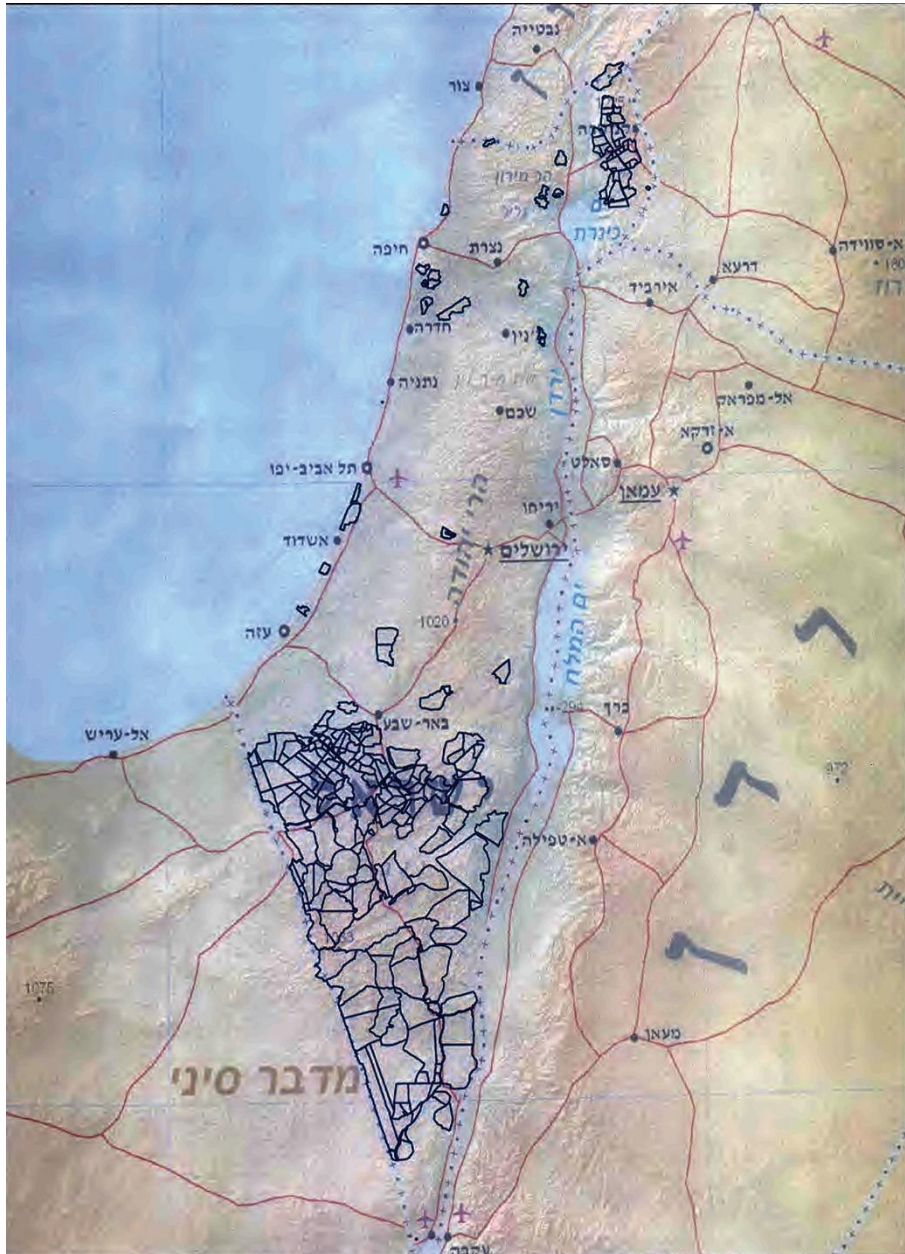 נבטייה
צור
הר מירון
גליל
כינרת
חיפה
נצרת
א-סווידה
דרעא
אירביד
חדרה
נתניה
ירדן
אל-מפראק
שכם
א-זרקא
תל אביב-יפו
סאלט
עמאן
הרי יהודה
יריחו
אשדוד
ירושלים
ים המלח
1020
עזה
באר-שבע
אל-עריש
א-טפילה
1075
מעאן
מדבר סיני
עקבה